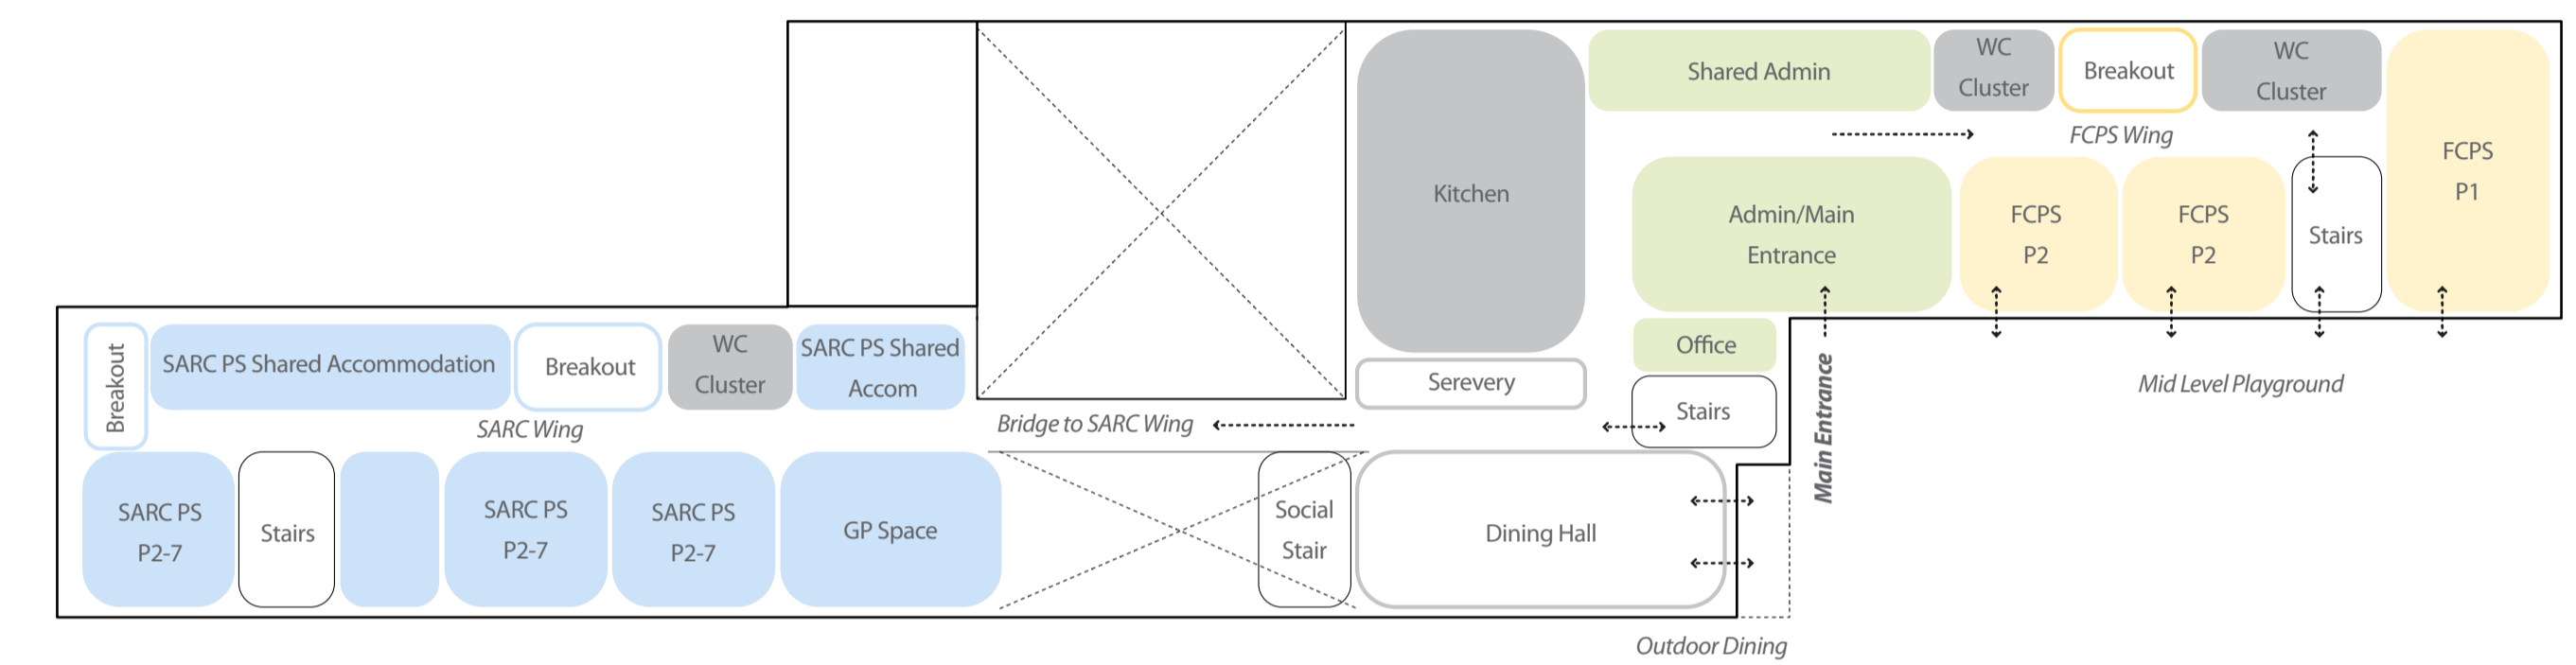 Kitchen
Shared Admin
WC
Cluster
Breakout
WC
Cluster
FCPS
P1
FCPS Wing
Admin/Main
Entrance
FCPS
P2
FCPS
P2
Stairs
Office
Serevery
Stairs
Main Entrance
Mid Level Playground
Breakout
SARC PS Shared Accommodation
Breakout
WC
Cluster
SARC PS Shared
Accom
SARC Wing
Bridge to SARC Wing
SARC PS
P2-7
Stairs
SARC PS
P2-7
SARC PS
P2-7
GP Space
Social
Stair
Dining Hall
Outdoor Dining